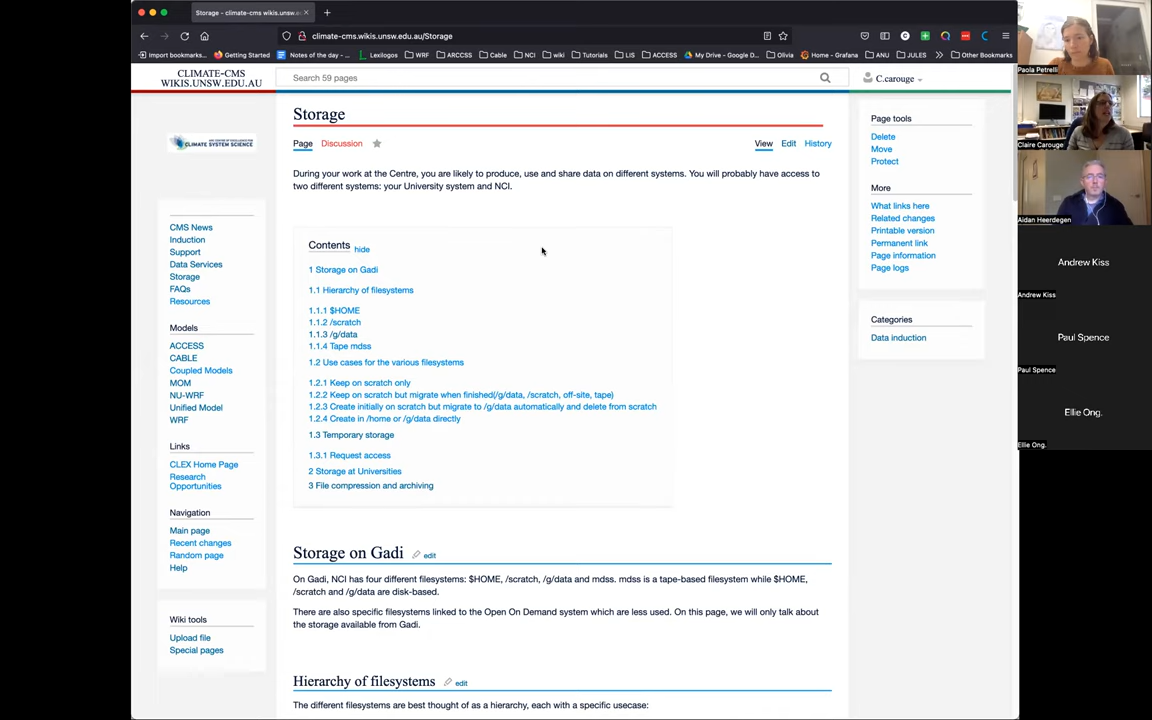 Storage - climate-cms.wikis.unsw.edu.au/
climate-cms.wikis.unsw.edu.au/Storage
Import bookmarks... Getting Started Notes of the day -... Lexilogos WRF ARCCSS Cable NCI wiki Tutorials LIS ACCESS My Drive - Google D... Olivia Home - Grafana ANU JULES Other Bookmarks
CLIMATE-CMS
WIKIS.UNSW.EDU.AU
Search 59 pages
C.carouge
CLIMATE SYSTEM SCIENCE
CMS News
Induction
Support
Data Services
Storage
FAQs
Resources
Models
ACCESS
CABLE
Coupled Models
MOM
NU-WRF
Unified Model
WRF
Links
CLEX Home Page
Research
Opportunities
Navigation
Main page
Recent changes
Random page
Help
Wiki tools
Upload file
Special pages
Storage
Page Discussion View Edit History
During your work at the Centre, you are likely to produce, use and share data on different systems. You will probably have access to
two different systems: your University system and NCI.
Contents hide
1 Storage on Gadi
1.1 Hierarchy of filesystems
1.1.1 $HOME
1.1.2 /scratch
1.1.3 /g/data
1.1.4 Tape mdss
1.2 Use cases for the various filesystems
1.2.1 Keep on scratch only
1.2.2 Keep on scratch but migrate when finished(/g/data, /scratch, off-site, tape)
1.2.3 Create initially on scratch but migrate to /g/data automatically and delete from scratch
1.2.4 Create in /home or /g/data directly
1.3 Temporary storage
1.3.1 Request access
2 Storage at Universities
3 File compression and archiving
Storage on Gadi edit
On Gadi, NCI has four different filesystems: $HOME, /scratch, /g/data and mdss. mdss is a tape-based filesystem while $HOME,
/scratch and /g/data are disk-based.
There are also specific filesystems linked to the Open On Demand system which are less used. On this page, we will only talk about
the storage available from Gadi.
Hierarchy of filesystems edit
The different filesystems are best thought of as a hierarchy, each with a specific usecase:
Page tools
Delete
Move
Protect
More
What links here
Related changes
Printable version
Permanent link
Page information
Page logs
Categories
Data induction
Paola Petrelli
Claire Carouge
Aidan Heerdegen
Andrew Kiss
Andrew Kiss
Paul Spence
Paul Spence
Ellie Ong.
Ellie Ong.